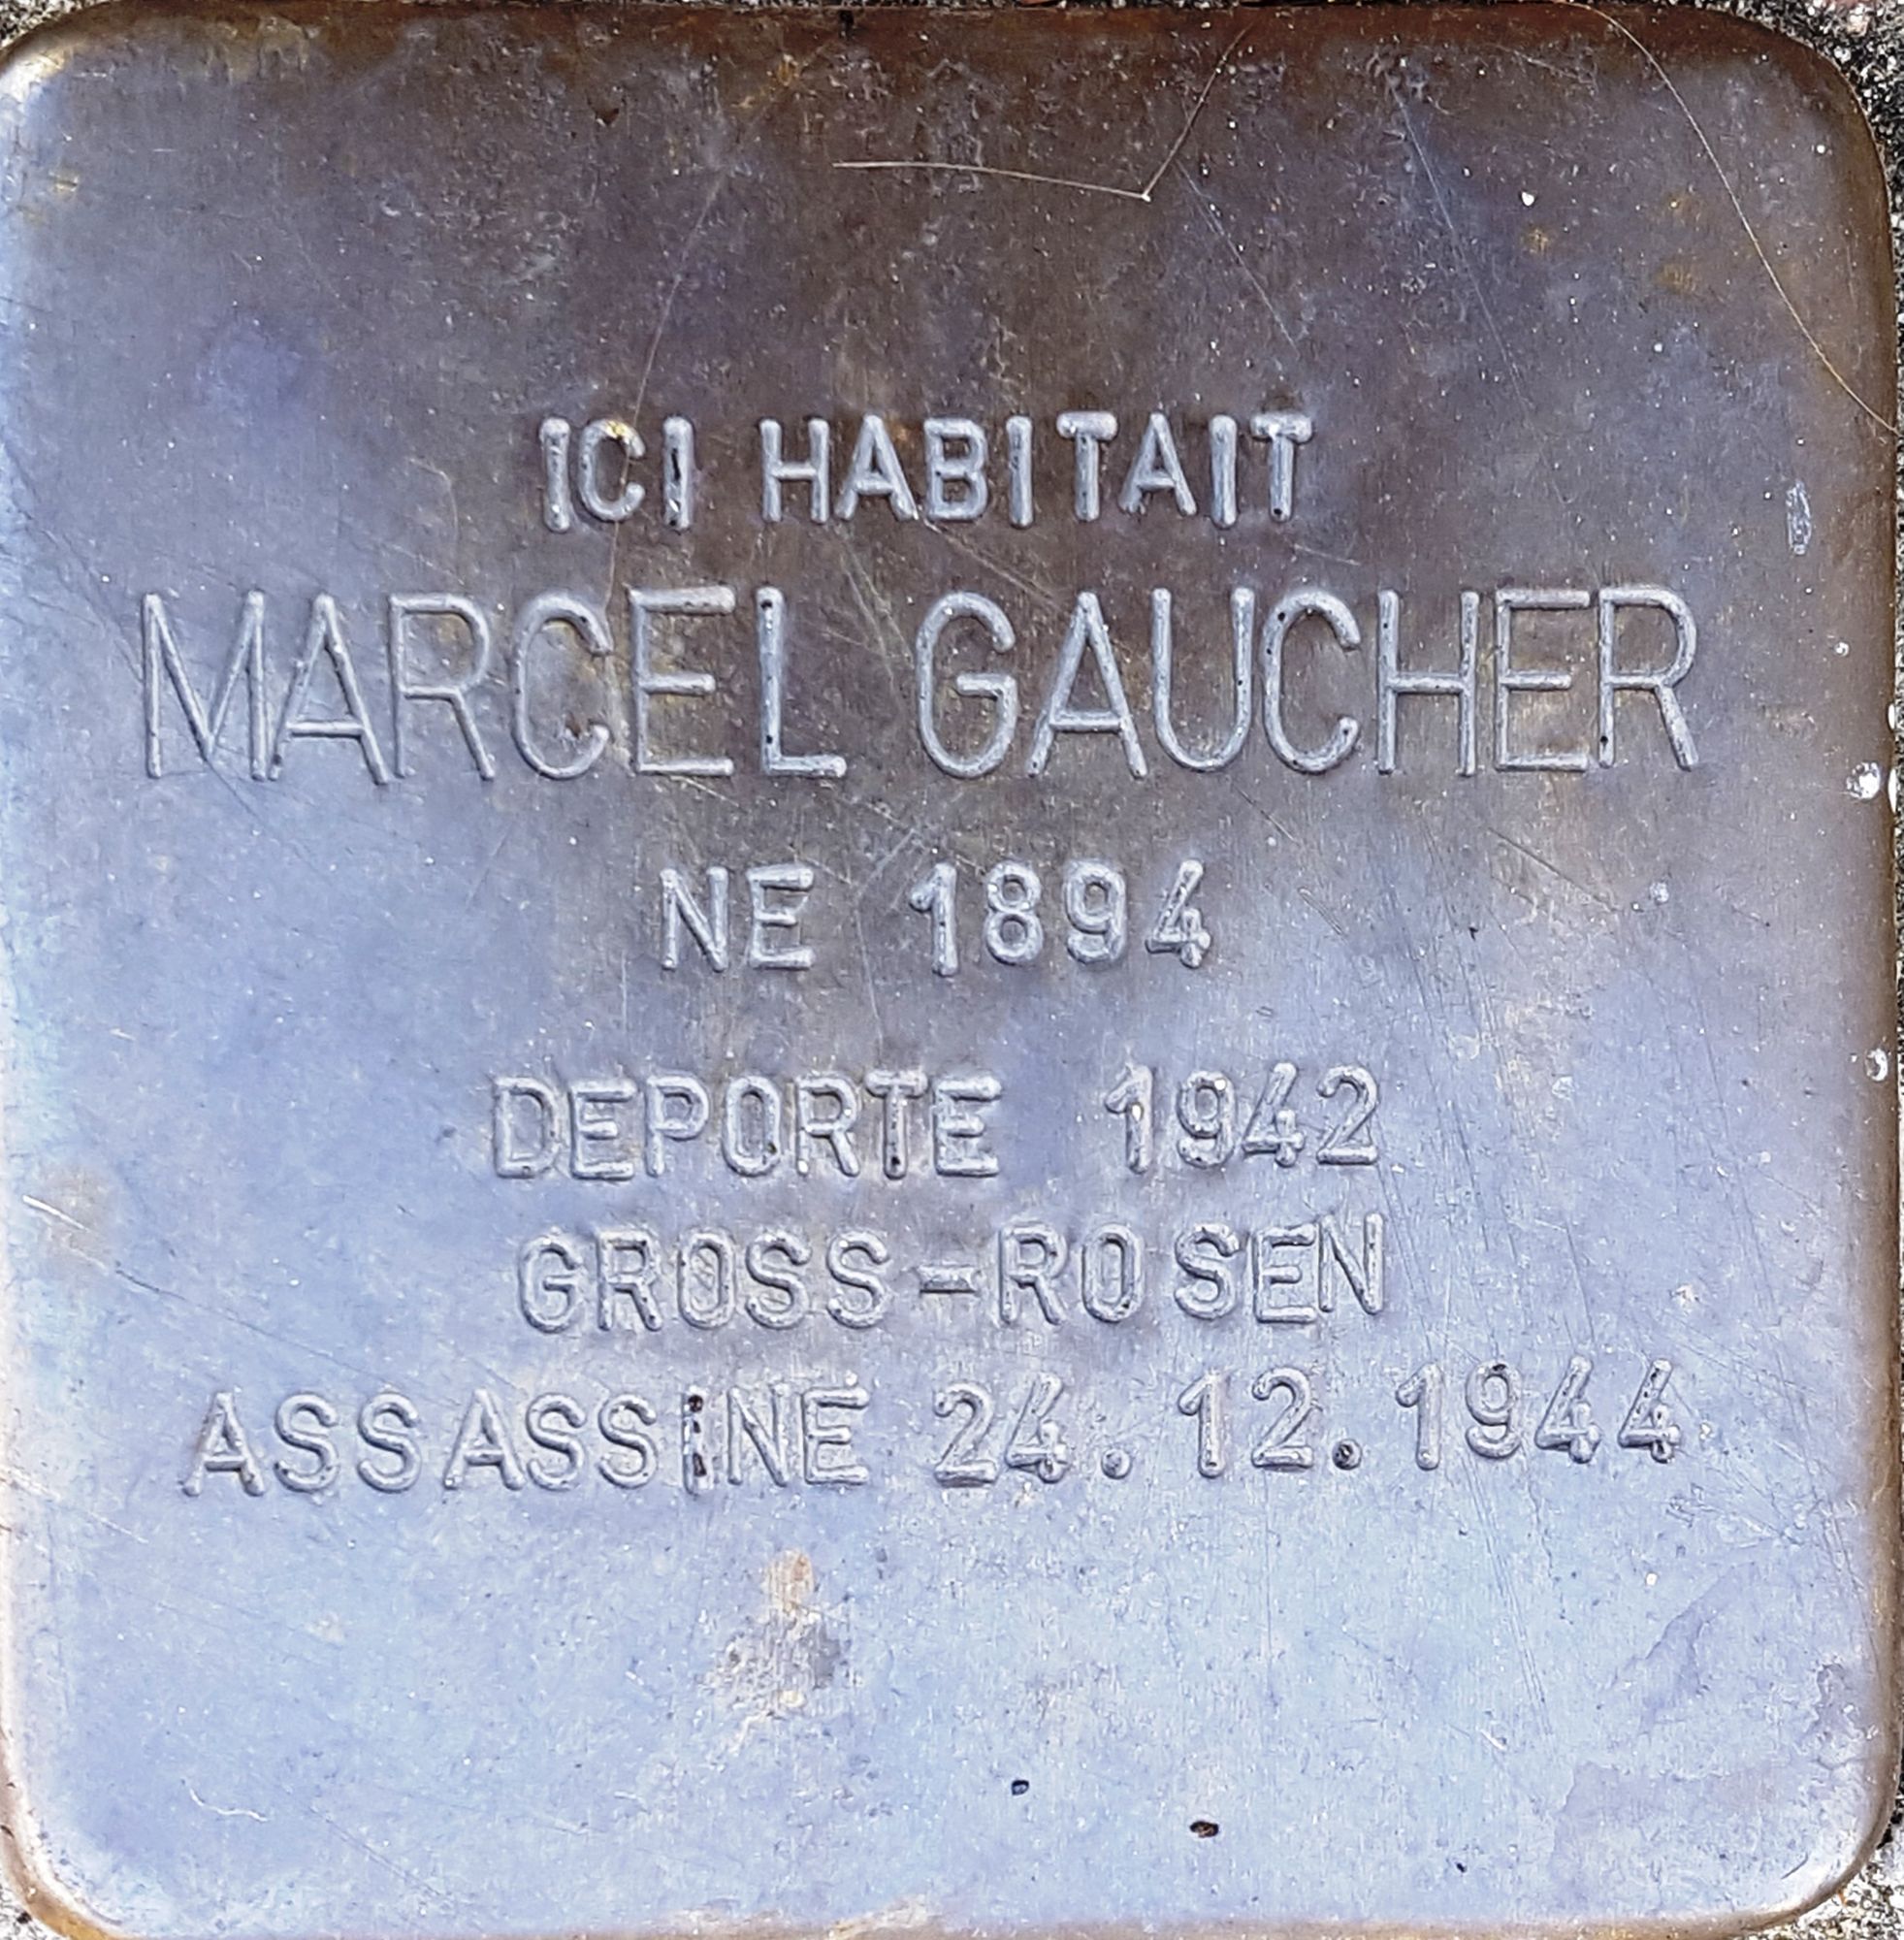 ICI HABITAIT
MARCEL GAUCHER
NE 1894
DEPORTE 1942
GROSS-ROSEN
ASSASSINE 24.12.1944